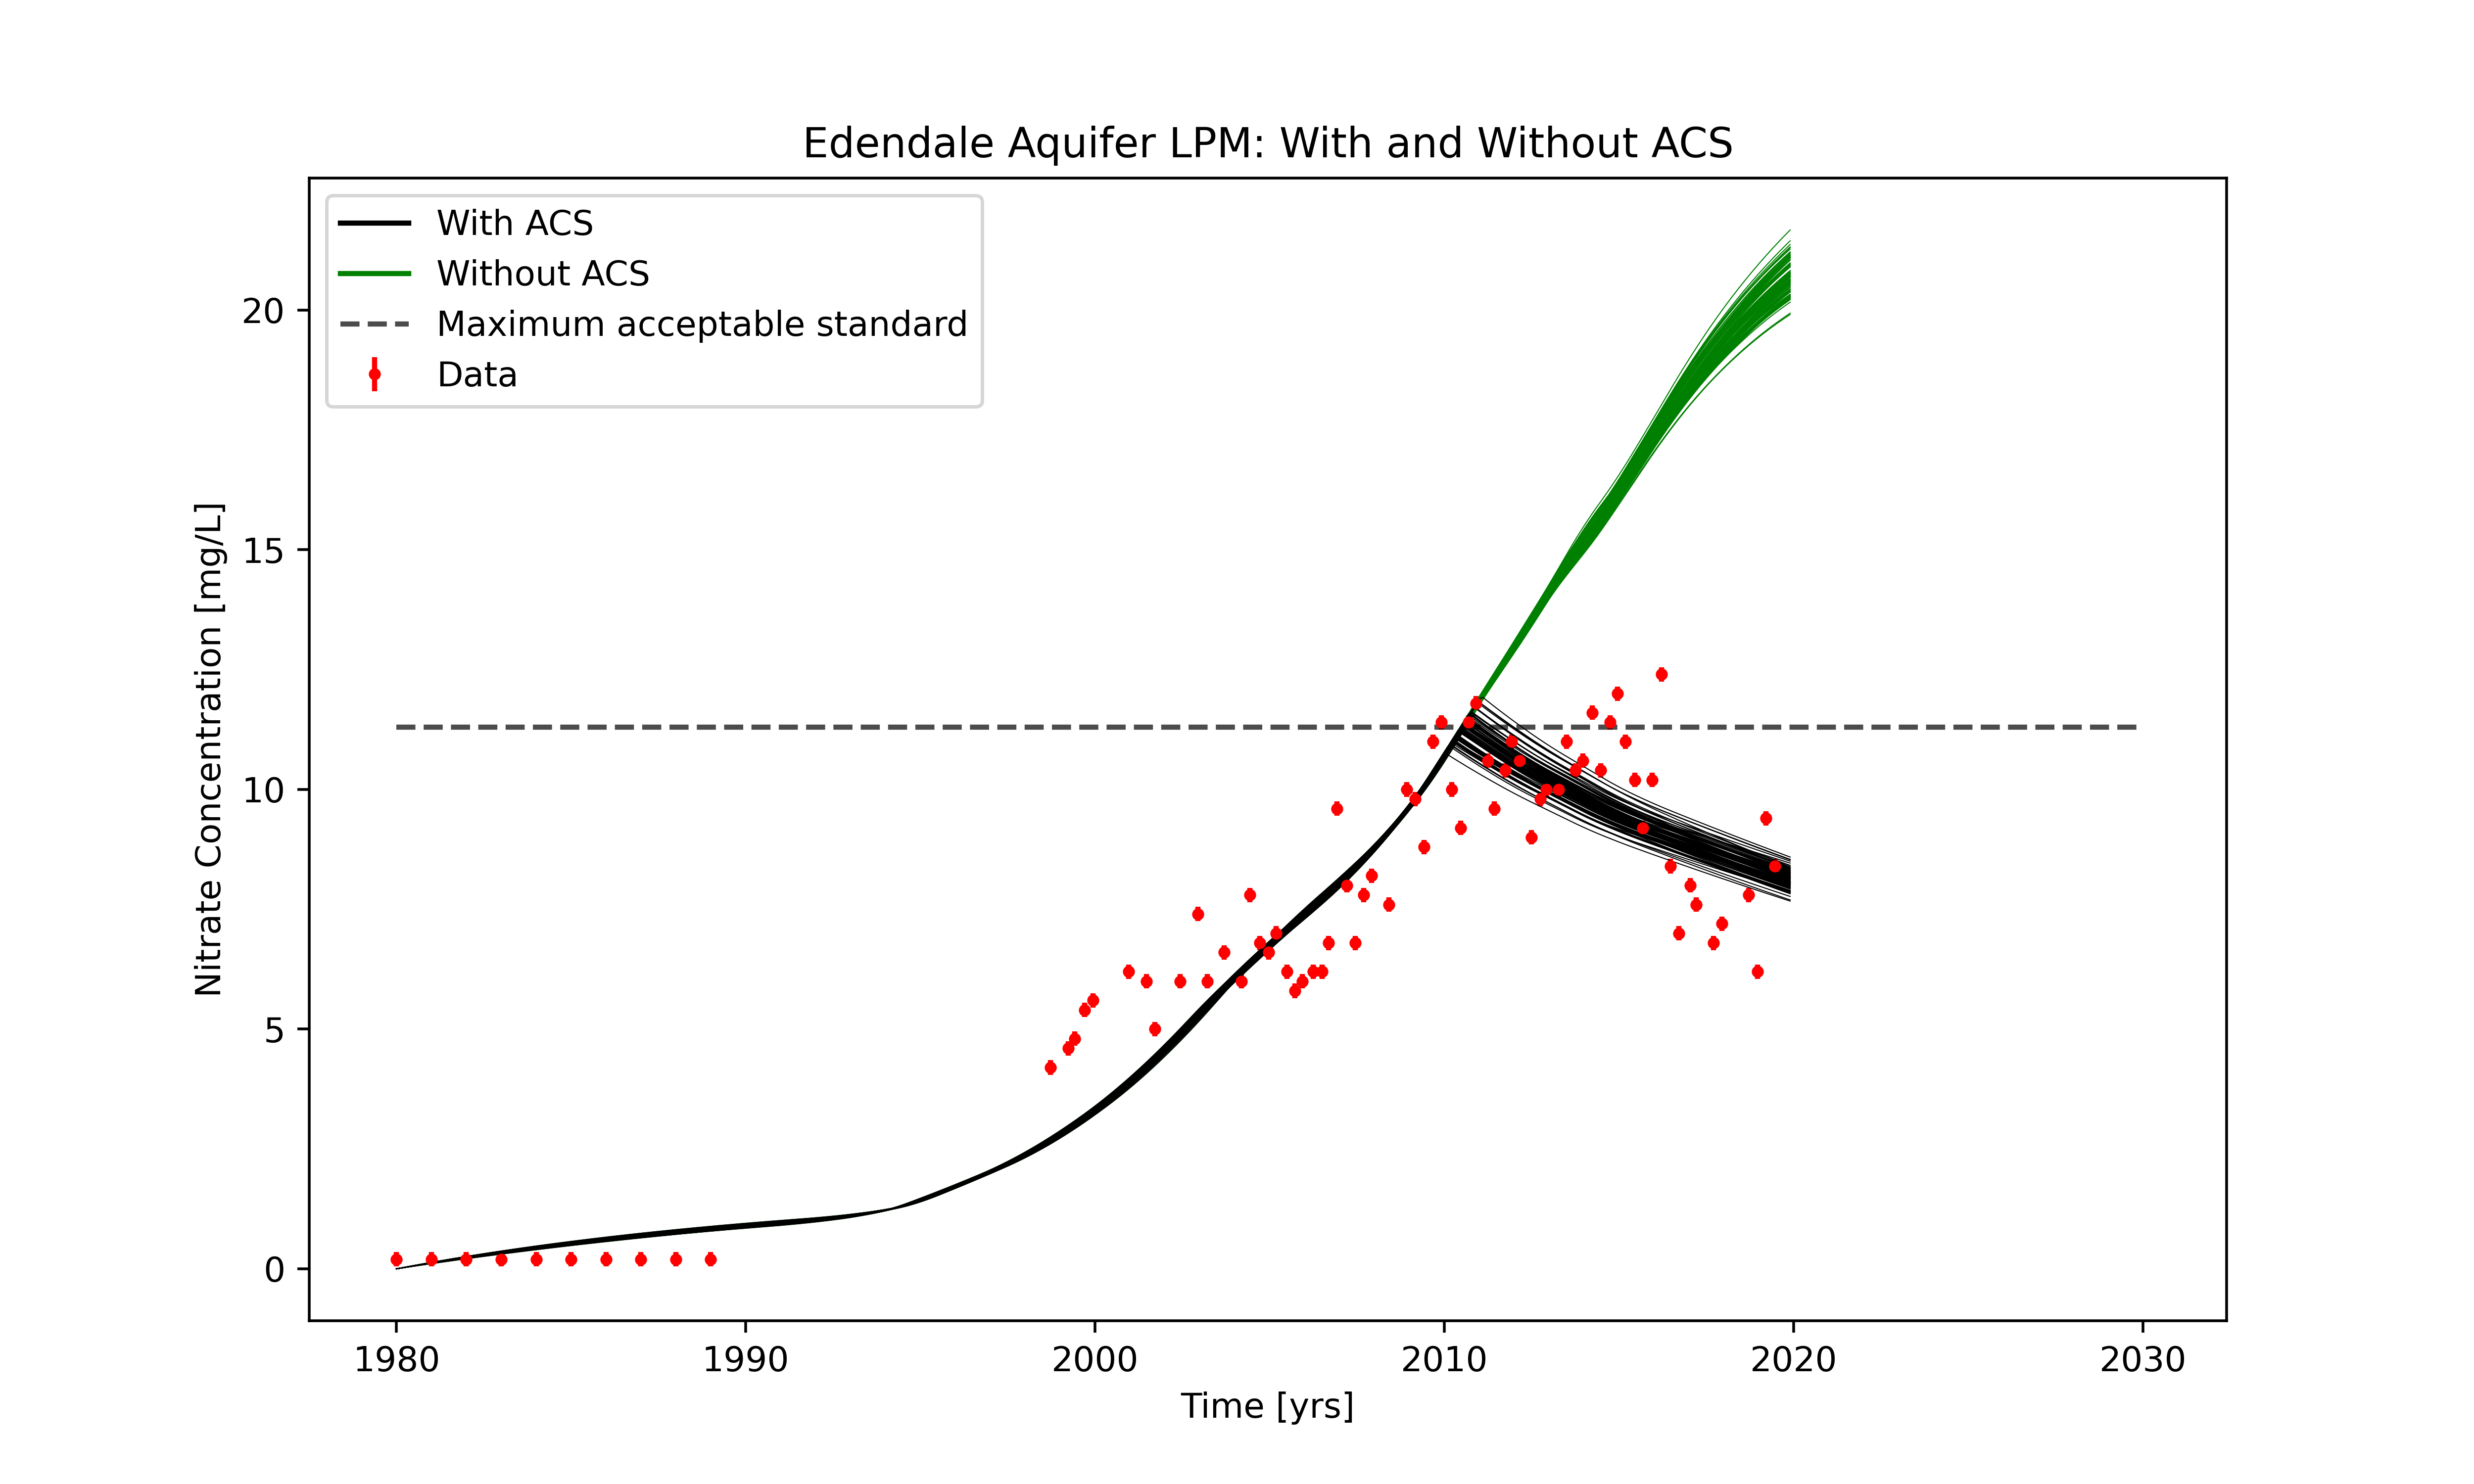 Edendale Aquifer LPM: With and Without ACS
With ACS
Without ACS
Maximum acceptable standard
Data
Nitrate Concentration [mg/L]
20
15
10
5
0
1980 1990 2000 2010 2020 2030
Time [yrs]